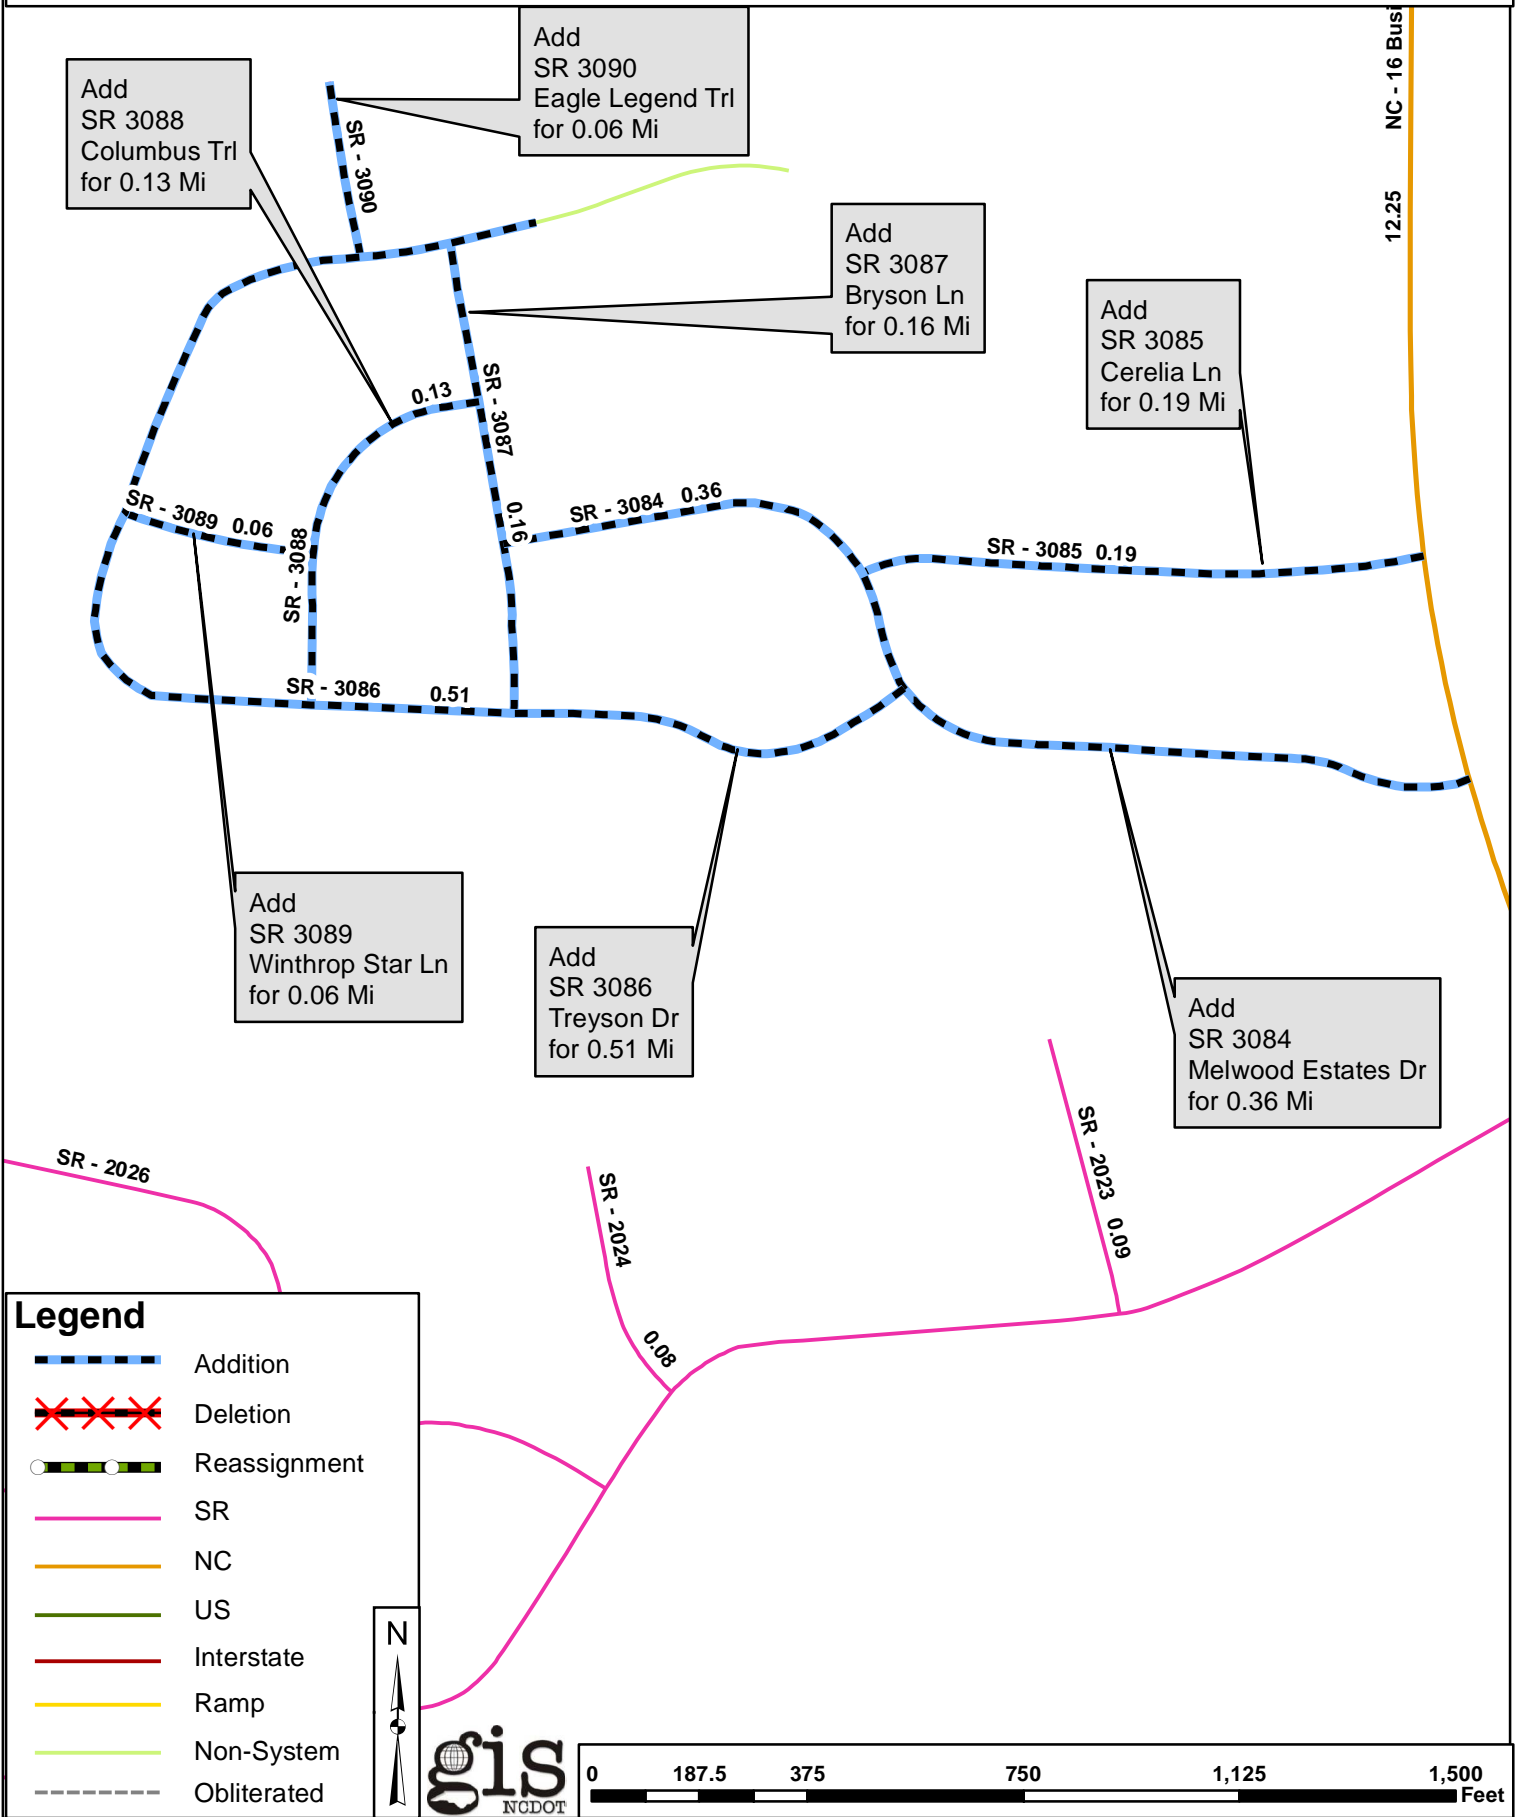 Add
SR 3090
Eagle Legend Trl
for 0.06 Mi
Add
SR 3088
Columbus Trl
for 0.13 Mi
NC - 16 Busi
12.25
SR - 3090
Add
SR 3087
Bryson Ln
for 0.16 Mi
Add
SR 3085
Cerelia Ln
for 0.19 Mi
0.13
SR - 3087
0.16
SR - 3084 0.36
SR - 3089 0.06
SR - 3088
SR - 3085 0.19
SR - 3086 0.51
Add
SR 3089
Winthrop Star Ln
for 0.06 Mi
Add
SR 3086
Treyson Dr
for 0.51 Mi
Add
SR 3084
Melwood Estates Dr
for 0.36 Mi
SR - 2026
SR - 2024
0.08
SR - 2023 0.09
Legend
Addition
Deletion
Reassignment
SR
NC
US
Interstate
Ramp
Non-System
Obliterated
N
gis
NCDOT
0 187.5 375 750 1,125 1,500
Feet